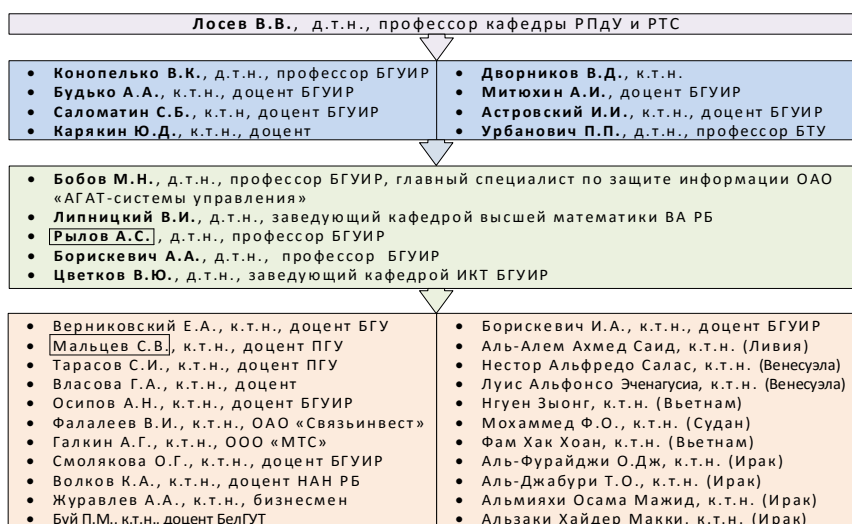 Лосев В.В., д.т.н., профессор кафедры РПдУ и РТС
• Конопелько В.К., д.т.н., профессор БГУИР
• Будько А.А., к.т.н., доцент БГУИР
• Саломатин С.Б., к.т.н, доцент БГУИР
• Карякин Ю.Д., к.т.н., доцент
• Дворников В.Д., к.т.н.
• Митюхин А.И., доцент БГУИР
• Астровский И.И., к.т.н., доцент БГУИР
• Урбанович П.П., д.т.н., профессор БТУ
• Бобов М.Н., д.т.н., профессор БГУИР, главный специалист по защите информации ОАО
«АГАТ-системы управления»
• Липницкий В.И., д.т.н., заведующий кафедрой высшей математики ВА РБ
• Рылов А.С., д.т.н., профессор БГУИР
• Борискевич А.А., д.т.н., профессор БГУИР
• Цветков В.Ю., д.т.н., заведующий кафедрой ИКТ БГУИР
• Верниковский Е.А., к.т.н., доцент БГУ
• Мальцев С.В., к.т.н., доцент ПГУ
• Тарасов С.И., к.т.н., доцент ПГУ
• Власова Г.А., к.т.н., доцент
• Осипов А.Н., к.т.н., доцент БГУИР
• Фалалеев В.И., к.т.н., ОАО «Связьинвест»
• Галкин А.Г., к.т.н., ООО «МТС»
• Смолякова О.Г., к.т.н., доцент БГУИР
• Волков К.А., к.т.н., доцент НАН РБ
• Журавлев А.А., к.т.н., бизнесмен
• Буй П.М., к.т.н., доцент БелГУТ
• Борискевич И.А., к.т.н., доцент БГУИР
• Аль-Алем Ахмед Саид, к.т.н. (Ливия)
• Нестор Альфредо Салас, к.т.н. (Венесуэла)
• Луис Альфонсо Эченагусиа, к.т.н. (Венесуэла)
• Нгуен Зыонг, к.т.н. (Вьетнам)
• Мохаммед Ф.О., к.т.н. (Судан)
• Фам Хак Хоан, к.т.н. (Вьетнам)
• Аль-Фурайджи О.Дж, к.т.н. (Ирак)
• Аль-Джабури Т.О., к.т.н. (Ирак)
• Альмияхи Осама Мажид, к.т.н. (Ирак)
• Альзаки Хайдер Макки, к.т.н. (Ирак)